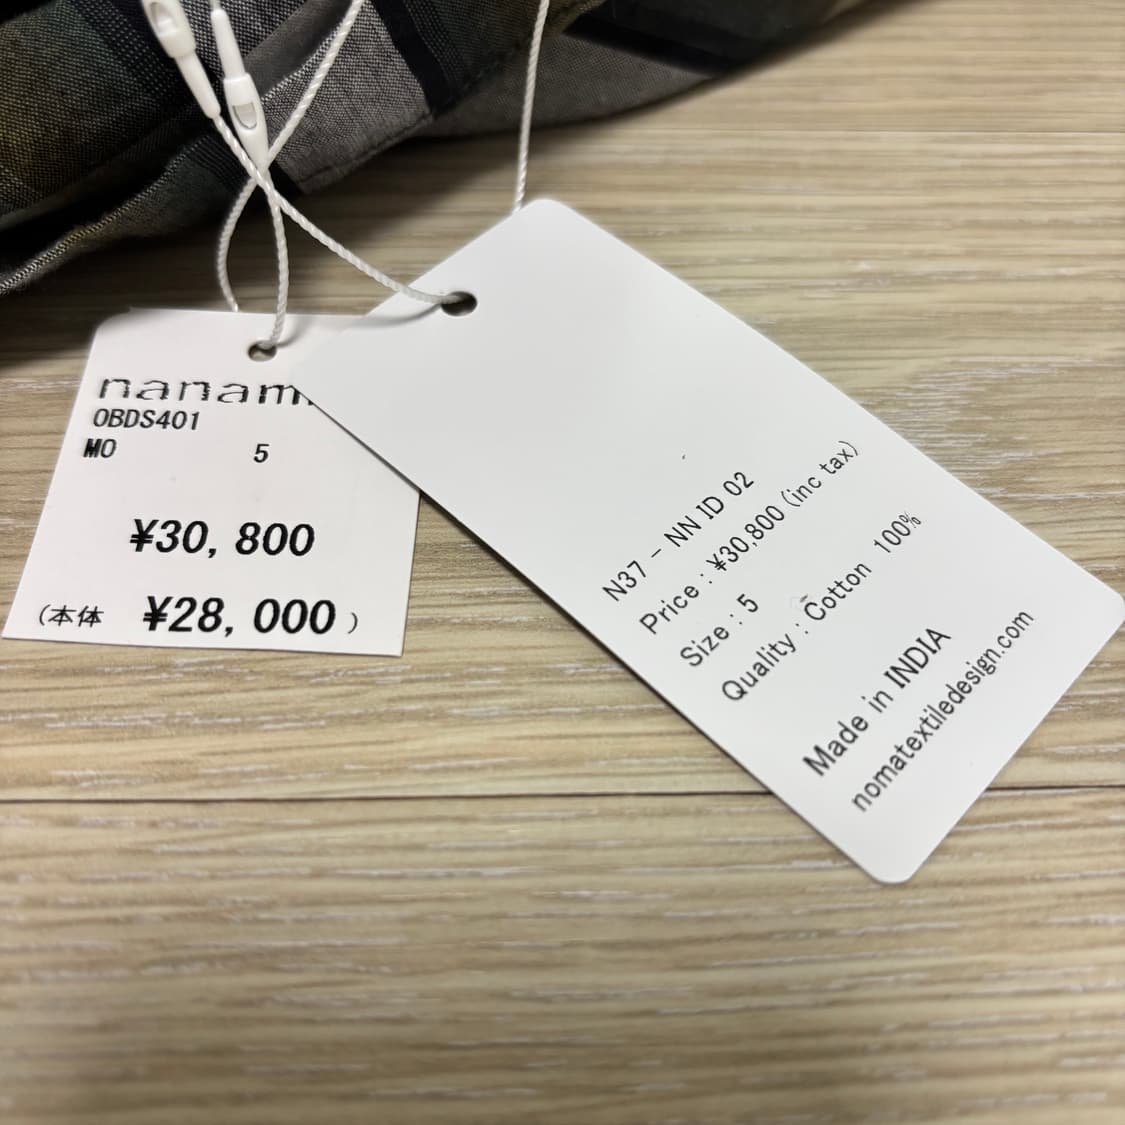 OBDS401
MO 5
¥30,800
(本体 ¥28,000)
N37 - NN ID 02
Price : ¥30,800 (inc tax)
Size : 5
Quality : Cotton 100%
Made in INDIA
nomatextiledesign.com